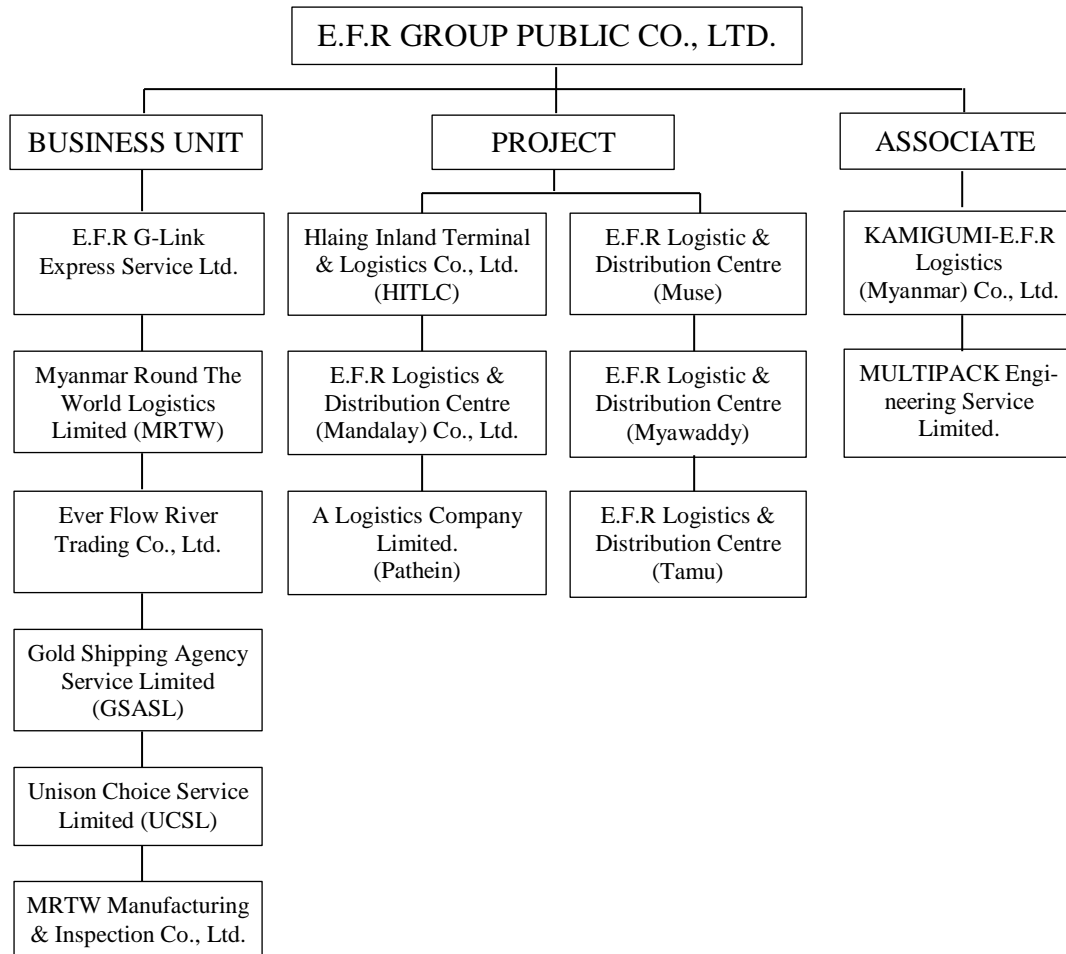 E.F.R GROUP PUBLIC CO., LTD.
BUSINESS UNIT
E.F.R G-Link
Express Service Ltd.
Myanmar Round The
World Logistics
Limited (MRTW)
Ever Flow River
Trading Co., Ltd.
Gold Shipping Agency
Service Limited
(GSASL)
Unison Choice Service
Limited (UCSL)
MRTW Manufacturing
& Inspection Co., Ltd.
PROJECT
Hlaing Inland Terminal
& Logistics Co., Ltd.
(HITLC)
E.F.R Logistics &
Distribution Centre
(Mandalay) Co., Ltd.
A Logistics Company
Limited.
(Pathein)
E.F.R Logistic &
Distribution Centre
(Muse)
E.F.R Logistic &
Distribution Centre
(Myawaddy)
E.F.R Logistics &
Distribution Centre
(Tamu)
ASSOCIATE
KAMIGUMI-E.F.R
Logistics
(Myanmar) Co., Ltd.
MULTIPACK Engi-
neering Service
Limited.